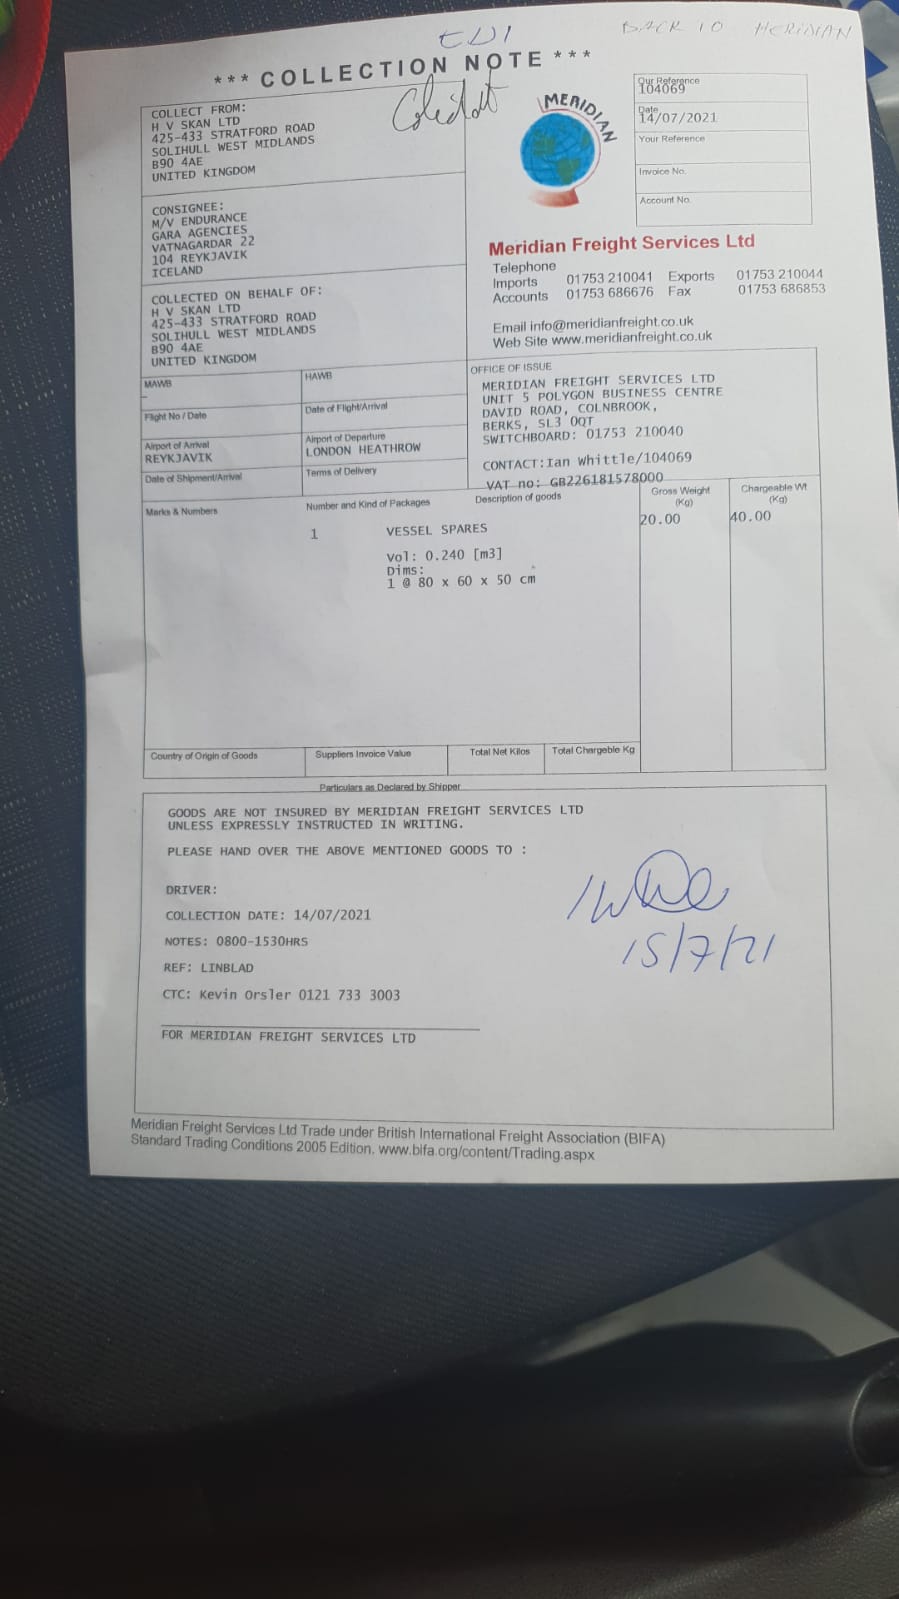 BACK TO MERIDIAN
*** COLLECTION NOTE ***
COLLECT FROM:
H V SKAN LTD
425-433 STRATFORD ROAD
SOLIHULL WEST MIDLANDS
B90 4AE
UNITED KINGDOM
CONSIGNEE:
M/V ENDURANCE
GARA AGENCIES
VATNAGARDAR 22
104 REYKJAVIK
ICELAND
COLLECTED ON BEHALF OF:
H V SKAN LTD
425-433 STRATFORD ROAD
SOLIHULL WEST MIDLANDS
B90 4AE
UNITED KINGDOM
MERIDIAN
Our Reference
104069
Date
14/07/2021
Your Reference
Invoice No.
Account No.
Meridian Freight Services Ltd
Telephone
Imports 01753 210041 Exports 01753 210044
Accounts 01753 686676 Fax 01753 686853
Email info@meridianfreight.co.uk
Web Site www.meridianfreight.co.uk
MAWB HAWB
–
Flight No / Date Date of Flight/Arrival
Airport of Arrival Airport of Departure
REYKJAVIK LONDON HEATHROW
Date of Shipment/Arrival Terms of Delivery
OFFICE OF ISSUE
MERIDIAN FREIGHT SERVICES LTD
UNIT 5 POLYGON BUSINESS CENTRE
DAVID ROAD, COLNBROOK,
BERKS, SL3 0QT
SWITCHBOARD: 01753 210040
CONTACT:Ian Whittle/104069
VAT no: GB226181578000
Marks & Numbers Number and Kind of Packages Description of goods Gross Weight (Kg) Chargeable Wt (Kg)
1 VESSEL SPARES 20.00 40.00
Vol: 0.240 [m3]
Dims:
1 @ 80 x 60 x 50 cm
Country of Origin of Goods Suppliers Invoice Value Total Net Kilos Total Chargeable Kg
Particulars as Declared by Shipper
GOODS ARE NOT INSURED BY MERIDIAN FREIGHT SERVICES LTD
UNLESS EXPRESSLY INSTRUCTED IN WRITING.
PLEASE HAND OVER THE ABOVE MENTIONED GOODS TO :
DRIVER:
COLLECTION DATE: 14/07/2021
NOTES: 0800-1530HRS
REF: LINBLAD
CTC: Kevin Orsler 0121 733 3003
15/7/21
FOR MERIDIAN FREIGHT SERVICES LTD
Meridian Freight Services Ltd Trade under British International Freight Association (BIFA)
Standard Trading Conditions 2005 Edition. www.bifa.org/content/Trading.aspx